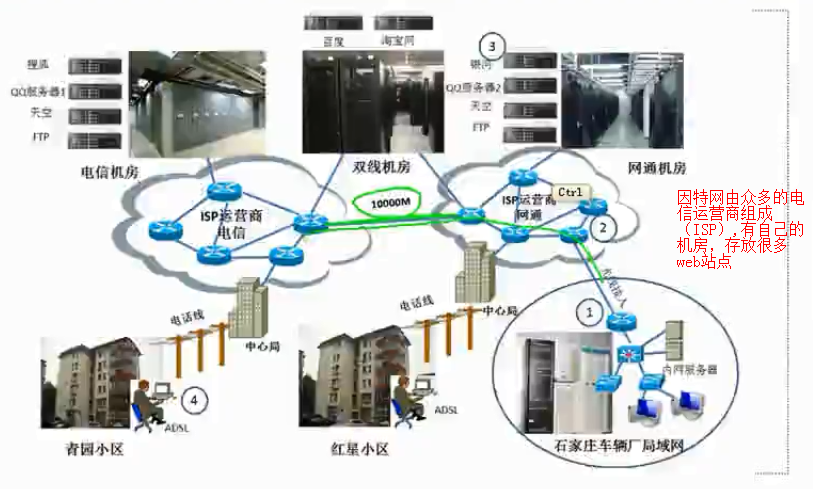 百度
淘宝网
搜狐
QQ服务器1
天空
FTP
电信机房
双线机房
③
QQ服务器2
天空
FTP
网通机房
ISP运营商
电信
10000M
ISP运营商
网通
Ctrl
②
因特网由众多的电
信运营商组成
（ISP）,有自己的
机房，存放很多
web站点
光纤接入
①
电话线
中心局
电话线
中心局
内网服务器
④
ADSL
ADSL
青园小区
红星小区
石家庄车辆厂局域网